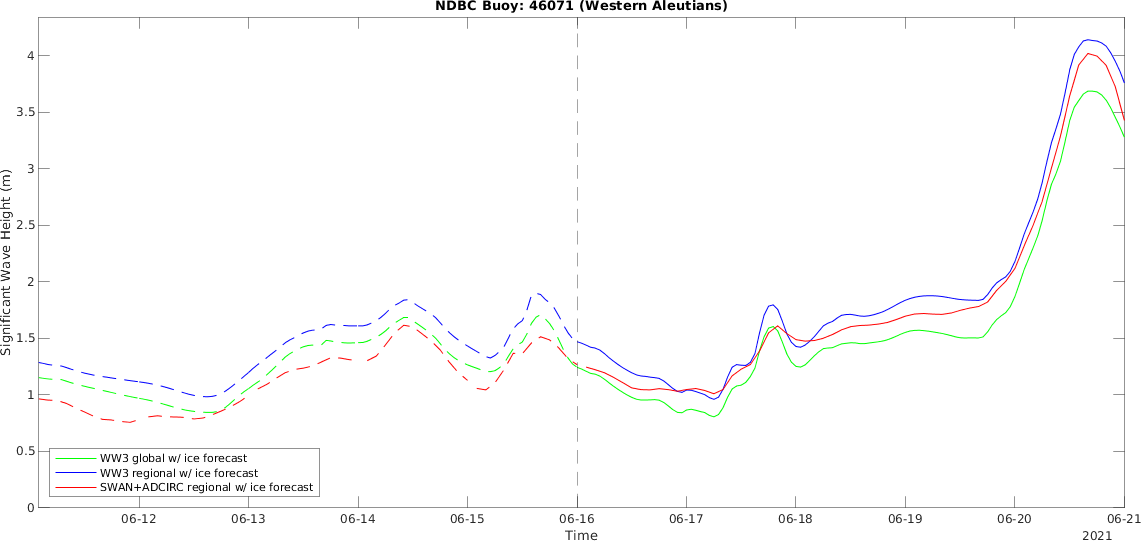 NDBC Buoy: 46071 (Western Aleutians)
Significant Wave Height (m)
4
3.5
3
2.5
2
1.5
1
0.5
0
WW3 global w/ ice forecast
WW3 regional w/ ice forecast
SWAN+ADCIRC regional w/ ice forecast
06-12 06-13 06-14 06-15 06-16 06-17 06-18 06-19 06-20 06-21
Time
2021